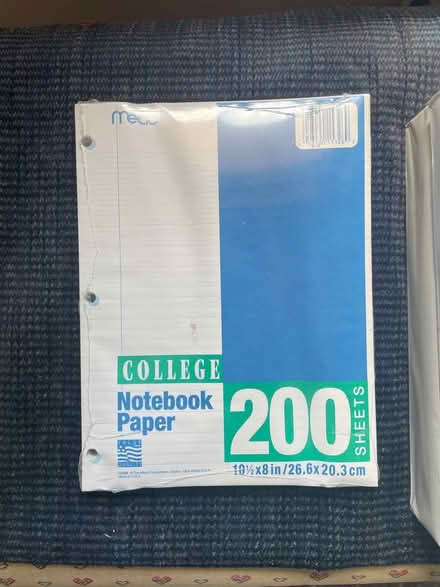 Mead
COLLEGE
Notebook
Paper
200
SHEETS
10½x8in/26.6x20.3cm